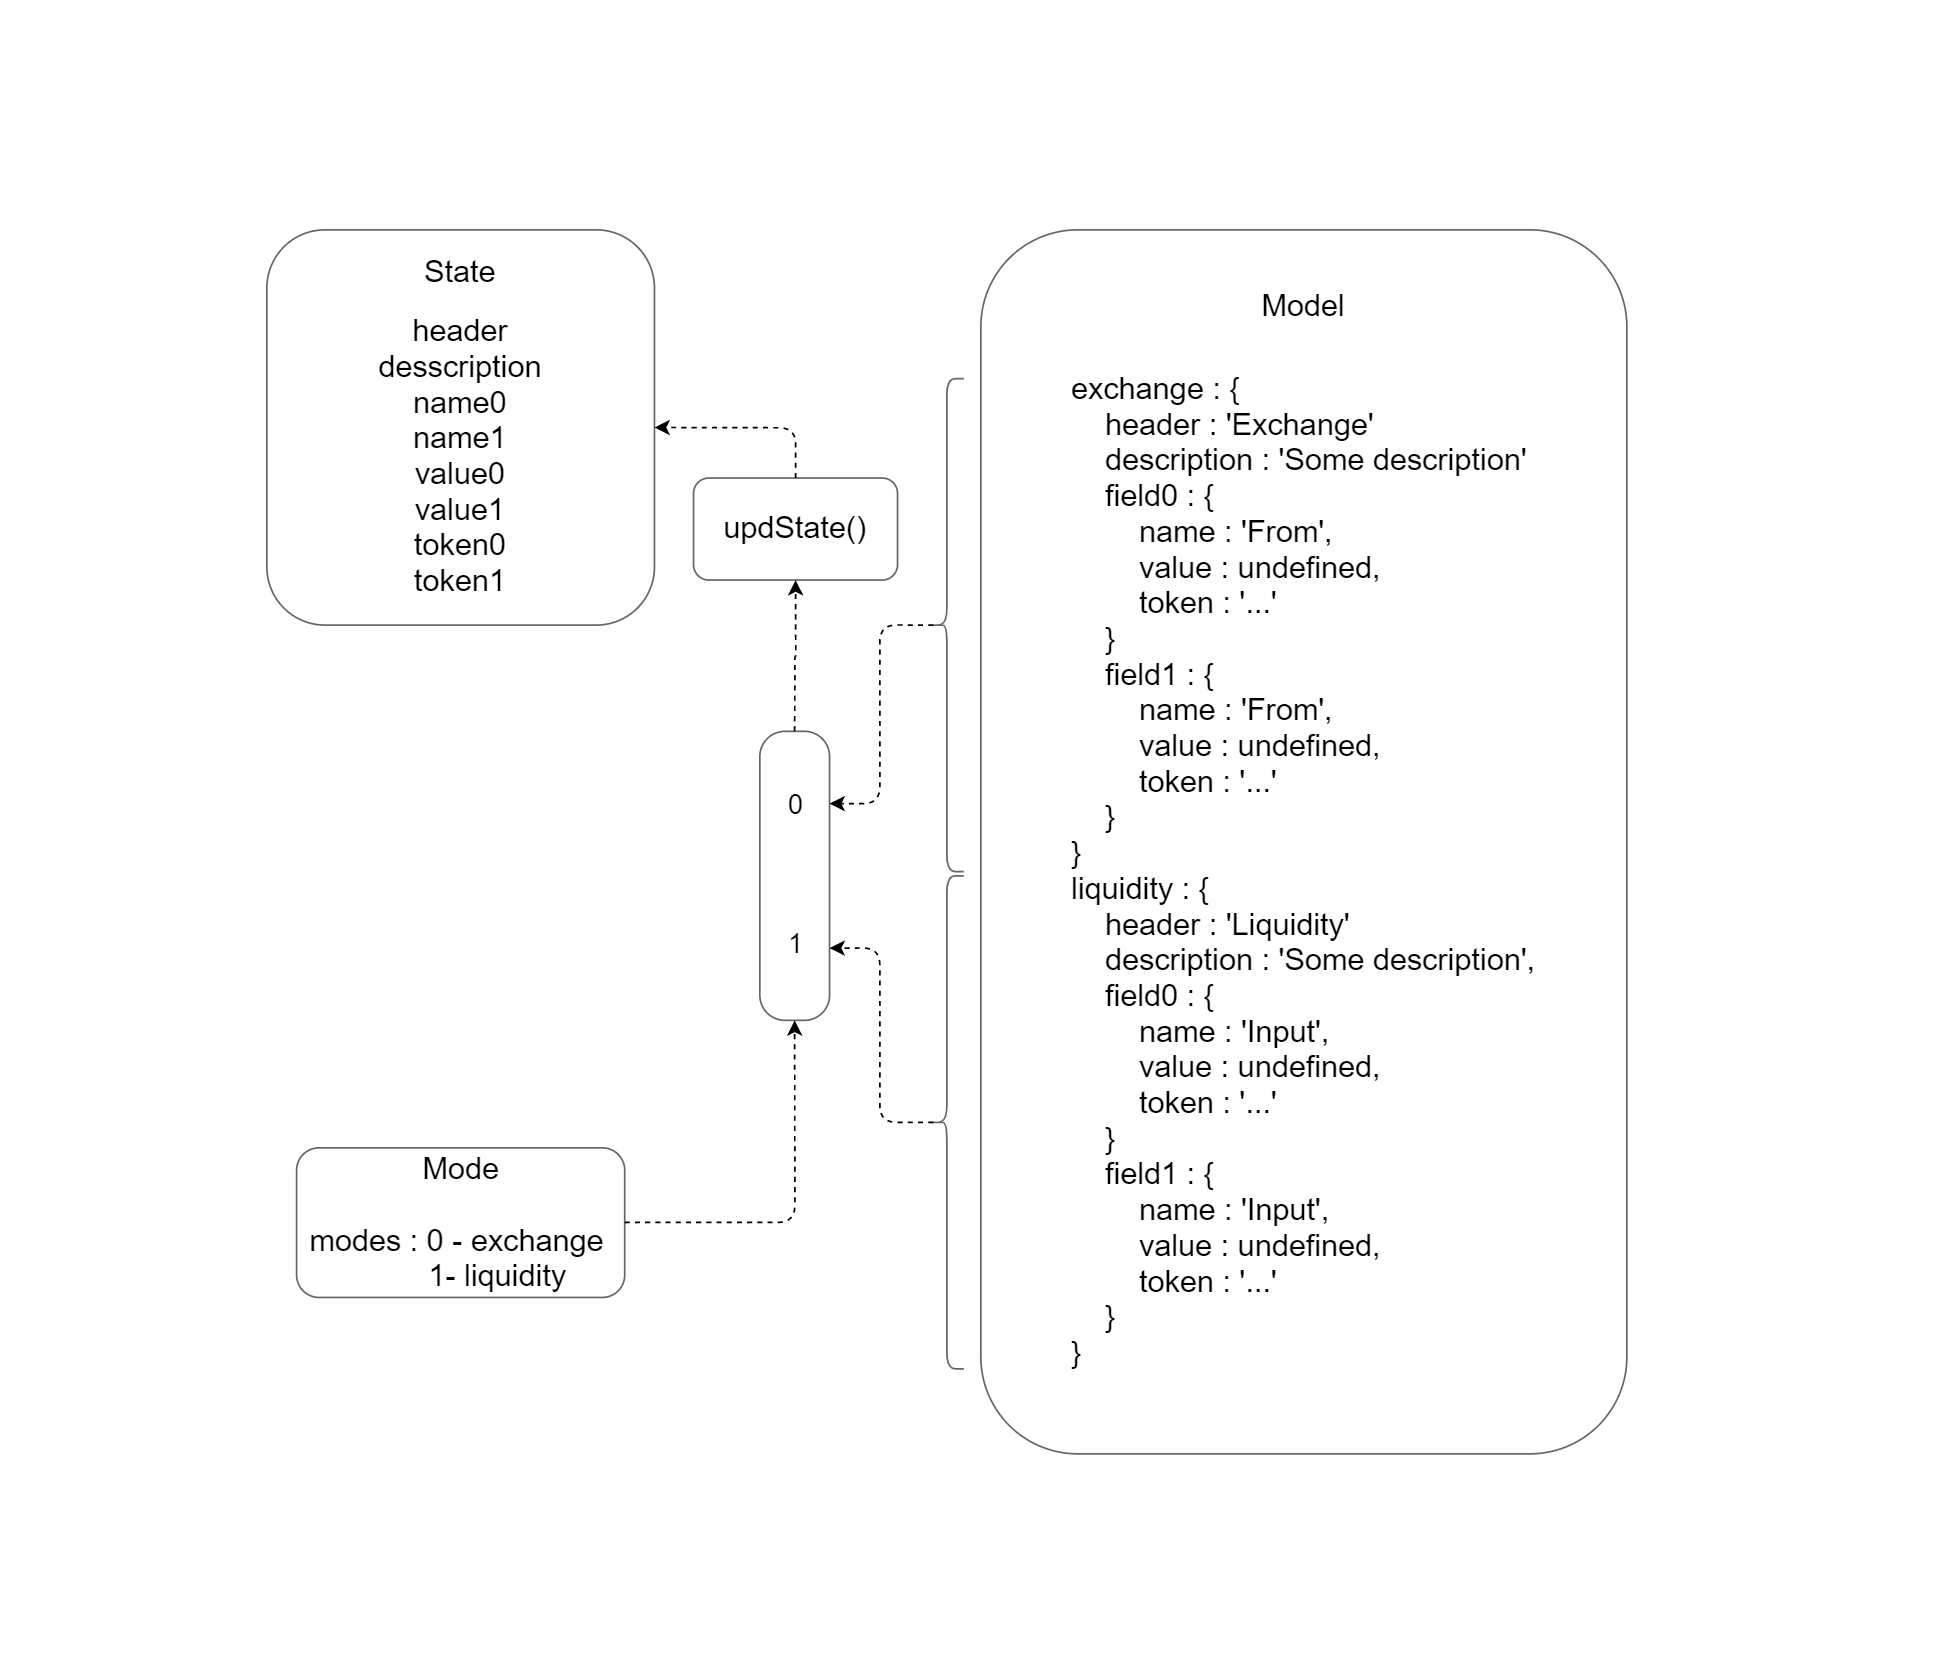 State
header
desscription
name0
name1
value0
value1
token0
token1
updState()
0
1
Mode
modes : 0 - exchange
1- liquidity
Model
exchange : {
header : 'Exchange'
description : 'Some description'
field0 : {
name : 'From',
value : undefined,
token : '...'
}
field1 : {
name : 'From',
value : undefined,
token : '...'
}
}
liquidity : {
header : 'Liquidity'
description : 'Some description',
field0 : {
name : 'Input',
value : undefined,
token : '...'
}
field1 : {
name : 'Input',
value : undefined,
token : '...'
}
}